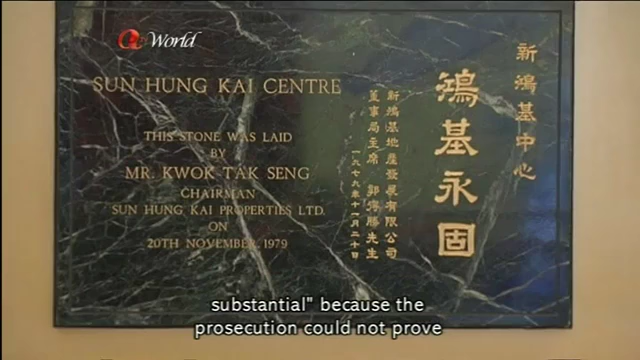 a World
SUN HUNG KAI CENTRE
THIS STONE WAS LAID
BY
MR. KWOK TAK SENG
CHAIRMAN
SUN HUNG KAI PROPERTIES LTD.
ON
20TH NOVEMBER, 1979
新鴻基中心
鴻基永固
新鴻基地產發展有限公司
董事局主席 郭得勝先生
一九七九年十一月二十日
substantial" because the
prosecution could not prove